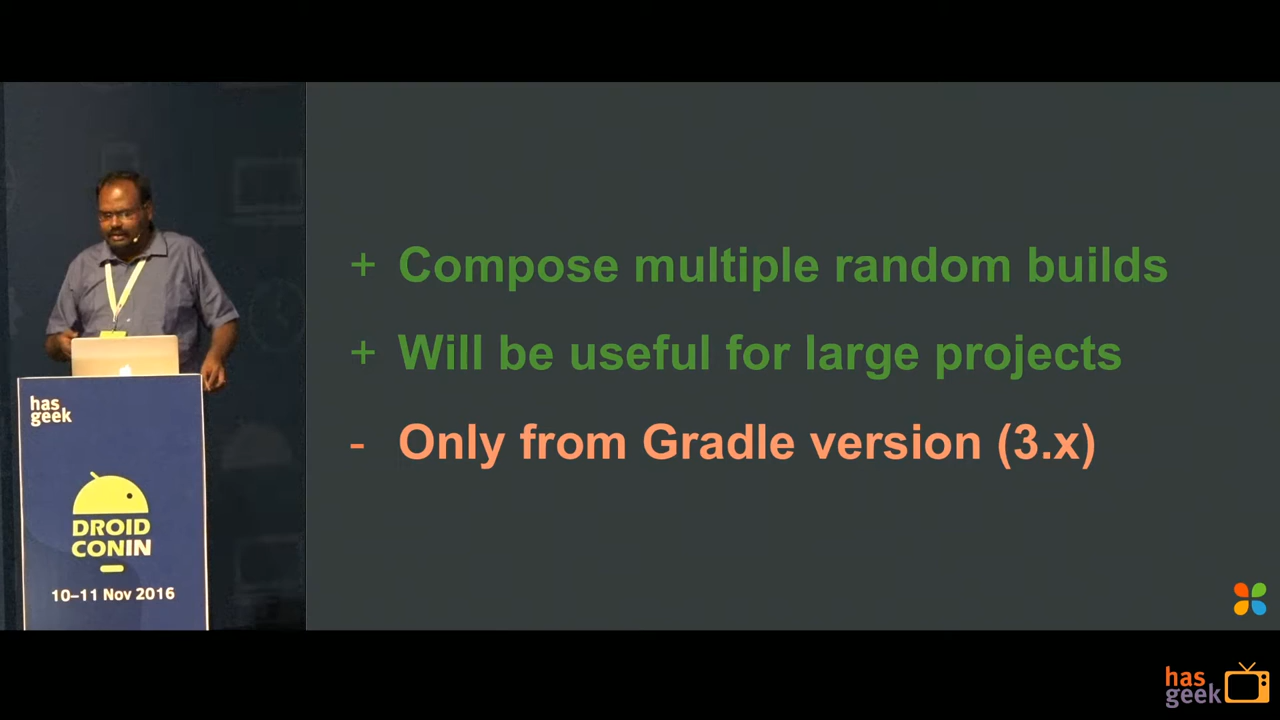 + Compose multiple random builds
+ Will be useful for large projects
- Only from Gradle version (3.x)
has
geek
DROID
CONIN
10–11 Nov 2016
has
geek